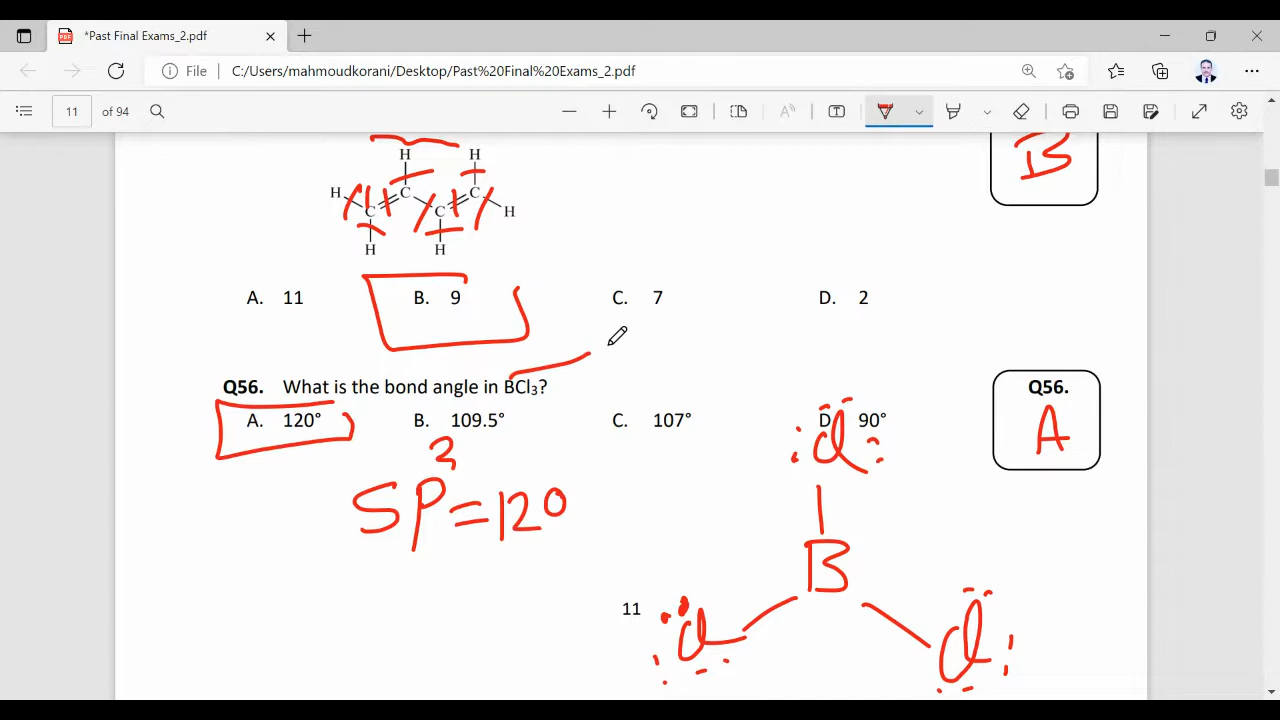 *Past Final Exams_2.pdf
File C:/Users/mahmoudkorani/Desktop/Past%20Final%20Exams_2.pdf
11 of 94
B
H H
H C C
C C H
H H
A. 11 B. 9 C. 7 D. 2
Q56. What is the bond angle in BCl₃? Q56.
A. 120° B. 109.5° C. 107° D. 90°
A
SP²=120
Cl
B
Cl Cl
11